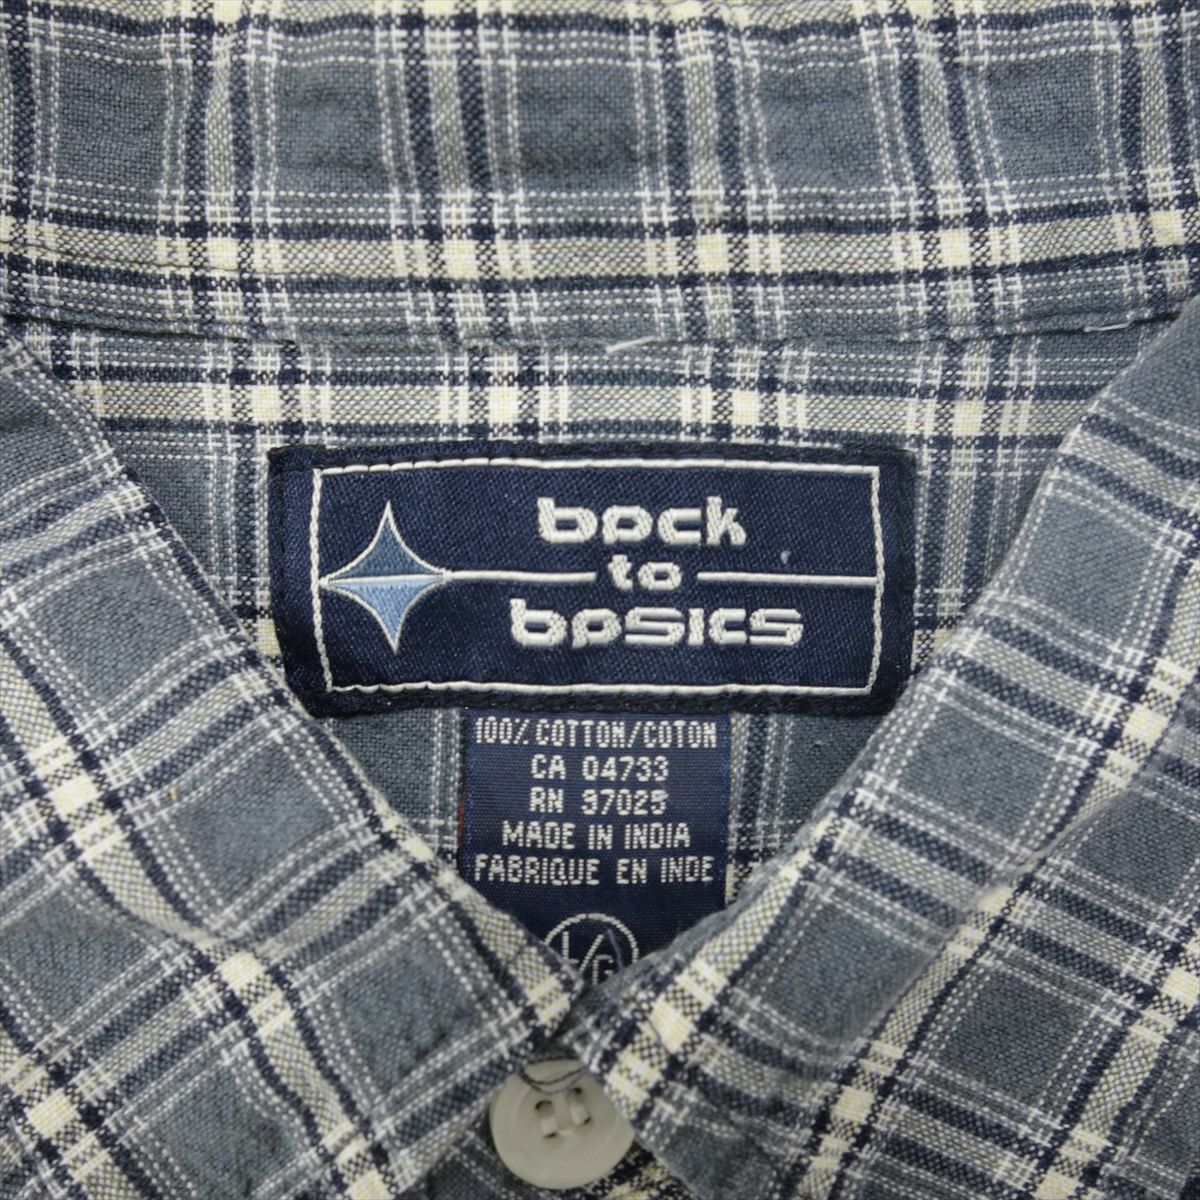 back
to
basics
100% COTTON/COTON
CA 04733
RN 37025
MADE IN INDIA
FABRIQUE EN INDE
L/G